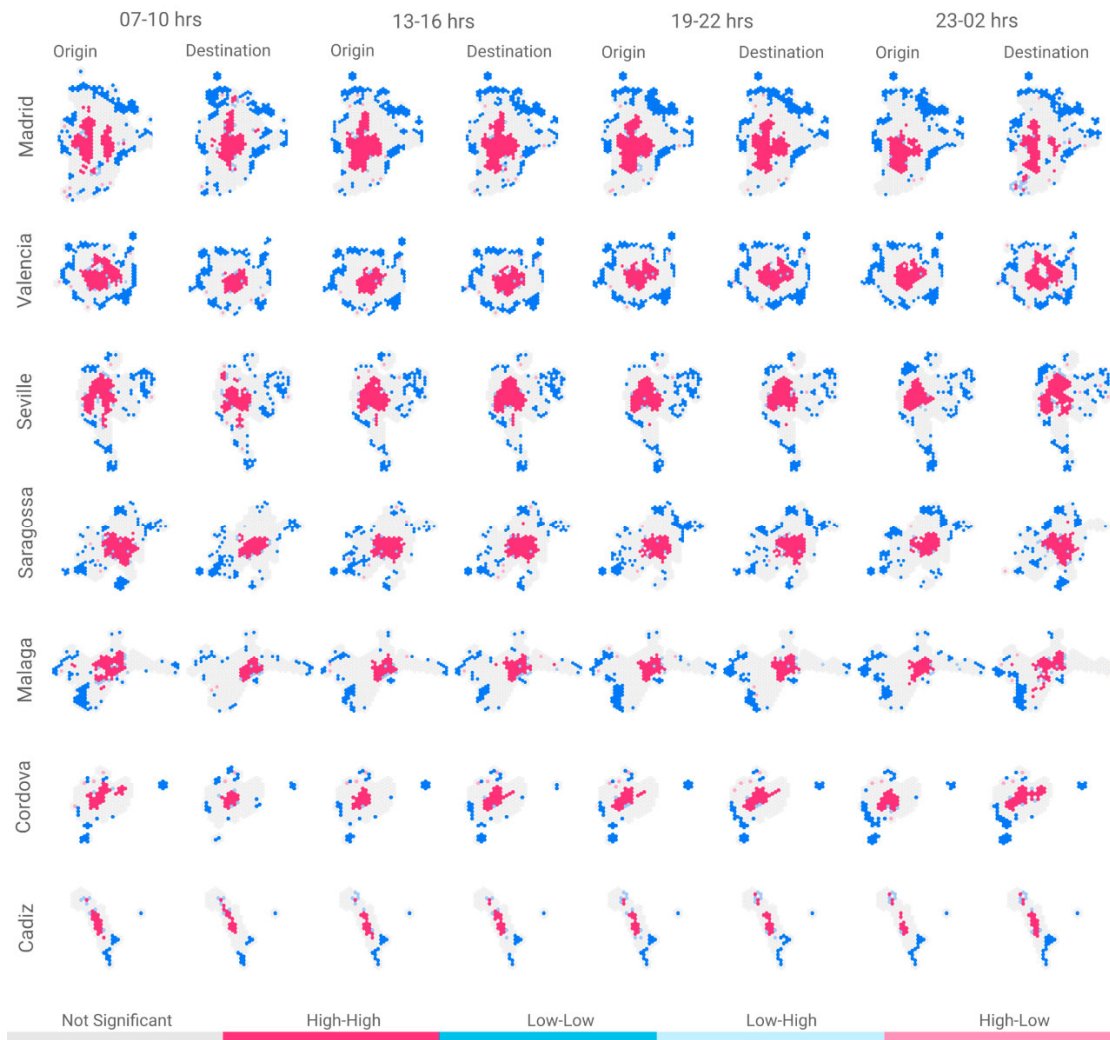 07-10 hrs 13-16 hrs 19-22 hrs 23-02 hrs
Origin Destination Origin Destination Origin Destination Origin Destination
Madrid
Valencia
Seville
Saragossa
Malaga
Cordova
Cadiz
Not Significant High-High Low-Low Low-High High-Low